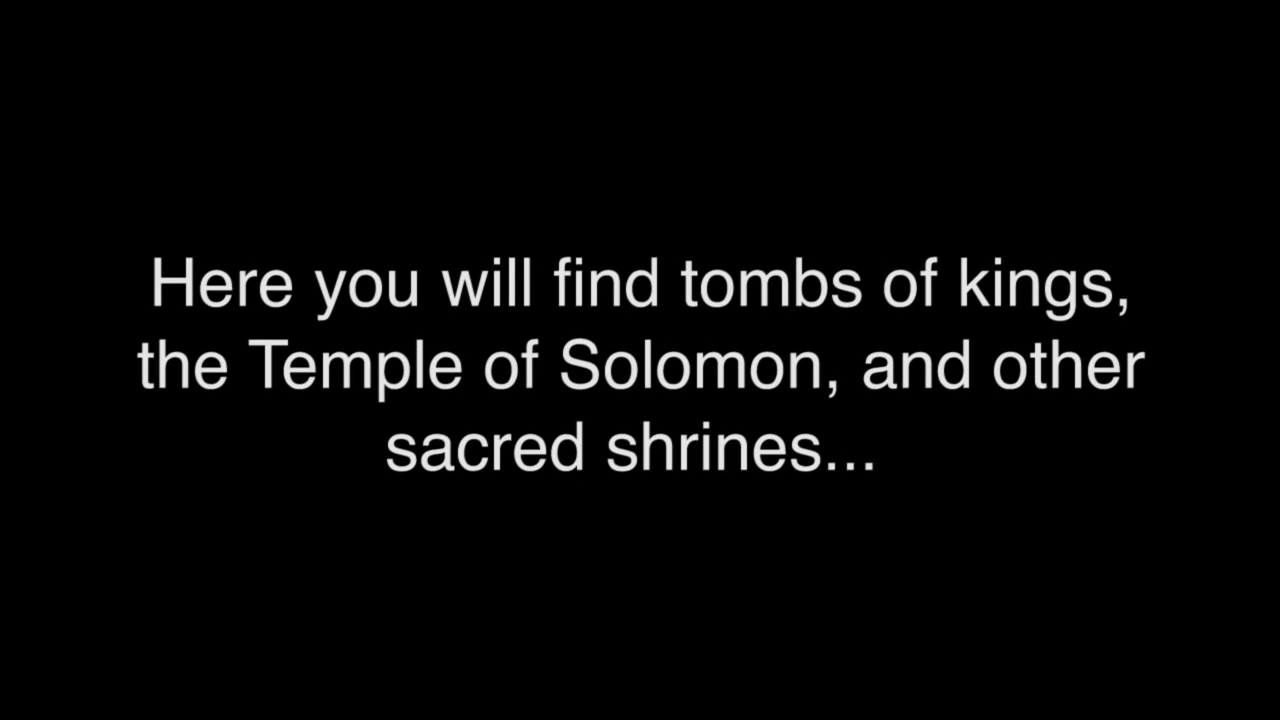 Here you will find tombs of kings,
the Temple of Solomon, and other
sacred shrines...